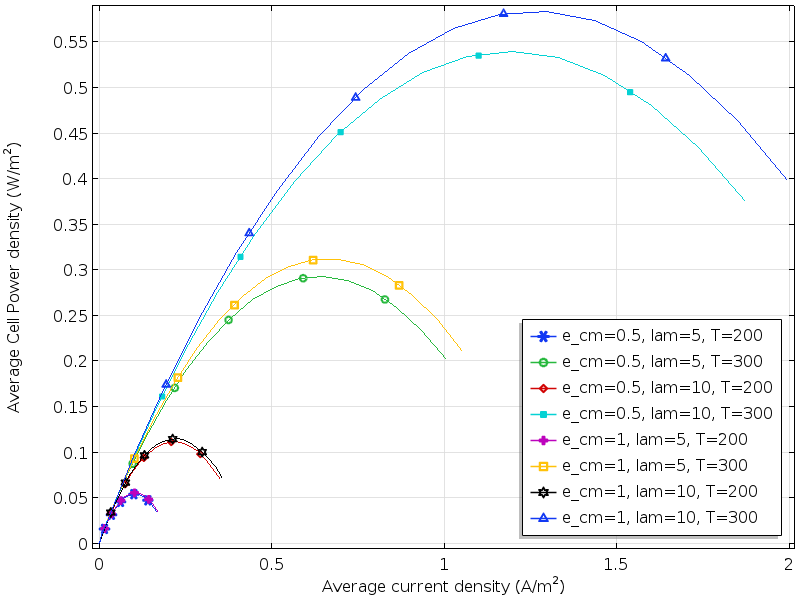 0.55
0.5
0.45
0.4
0.35
0.3
0.25
0.2
0.15
0.1
0.05
0
Average Cell Power density (W/m²)
e_cm=0.5, lam=5, T=200
e_cm=0.5, lam=5, T=300
e_cm=0.5, lam=10, T=200
e_cm=0.5, lam=10, T=300
e_cm=1, lam=5, T=200
e_cm=1, lam=5, T=300
e_cm=1, lam=10, T=200
e_cm=1, lam=10, T=300
0 0.5 1 1.5 2
Average current density (A/m²)